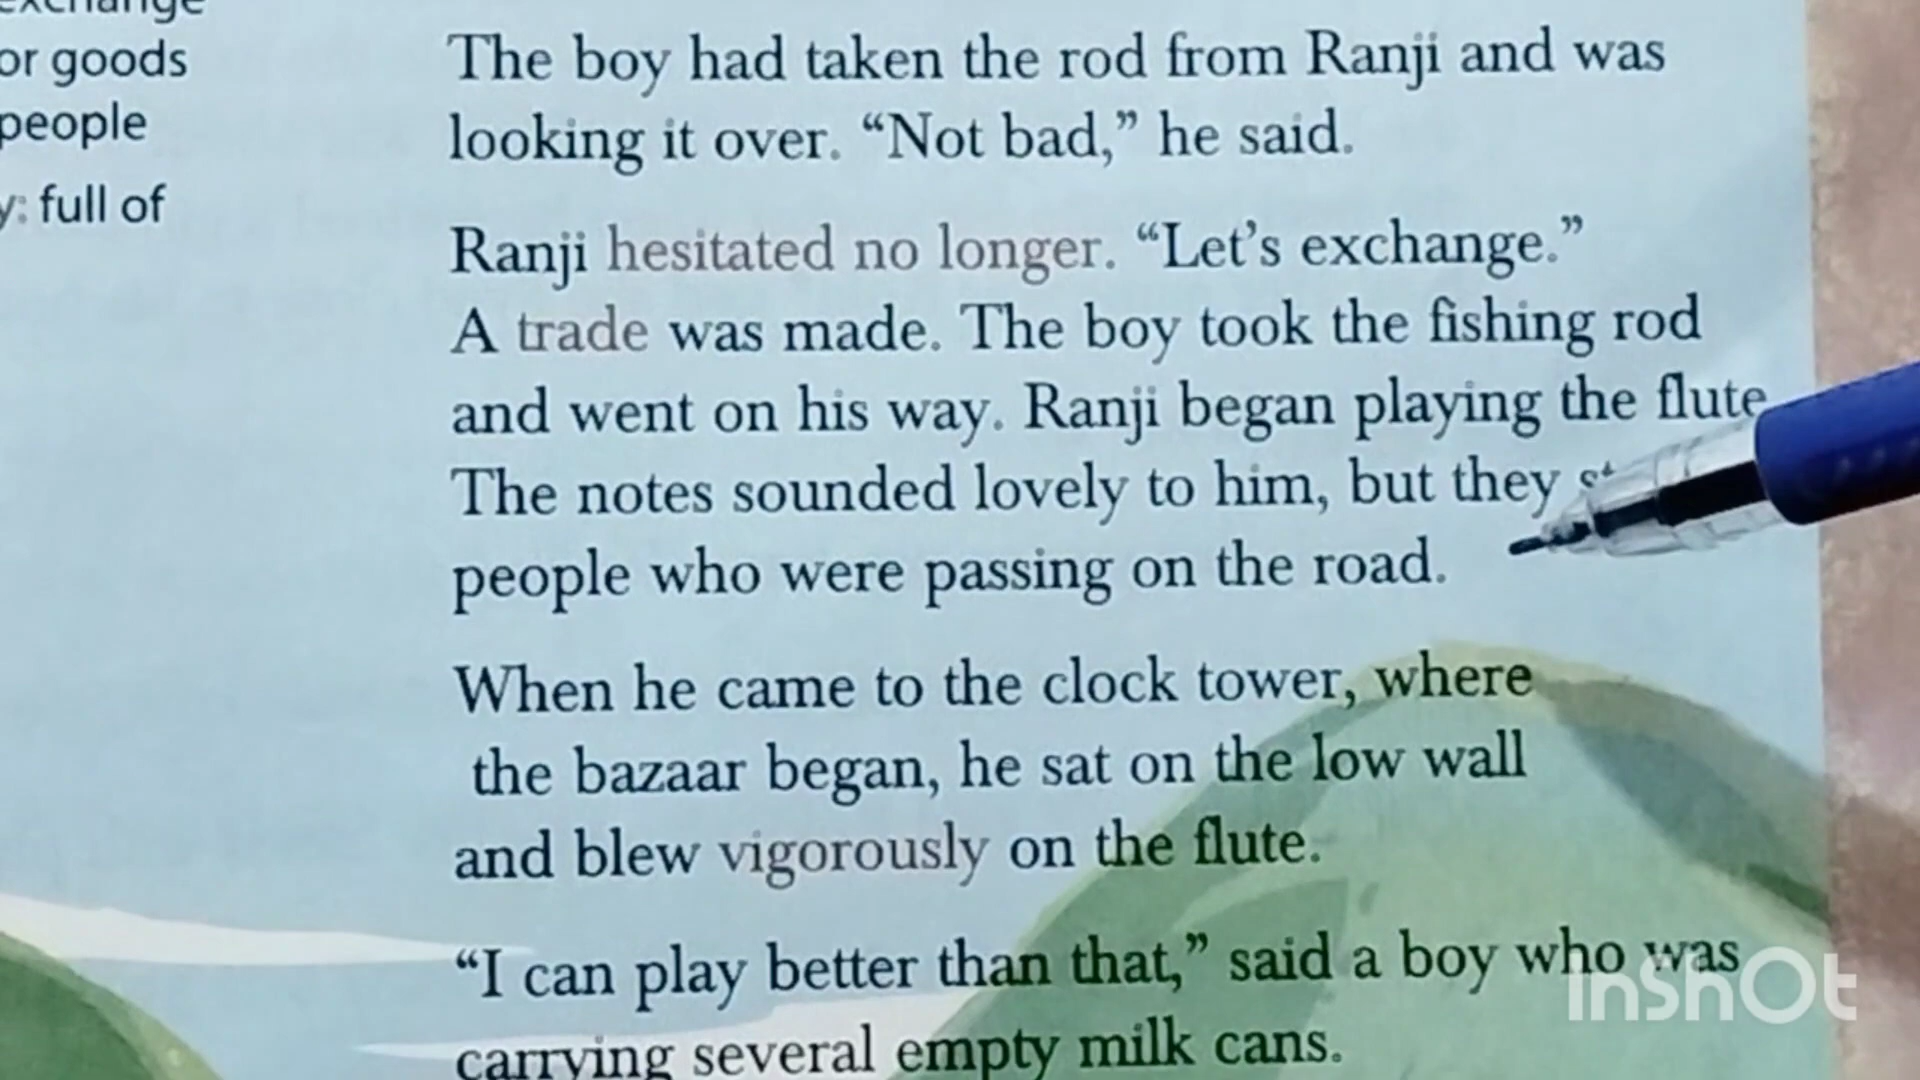 exchange
or goods
people
y: full of
The boy had taken the rod from Ranji and was
looking it over. “Not bad,” he said.
Ranji hesitated no longer. “Let’s exchange.”
A trade was made. The boy took the fishing rod
and went on his way. Ranji began playing the flute
The notes sounded lovely to him, but they
people who were passing on the road.
When he came to the clock tower, where
the bazaar began, he sat on the low wall
and blew vigorously on the flute.
“I can play better than that,” said a boy who was
carrying several empty milk cans.
InShOt